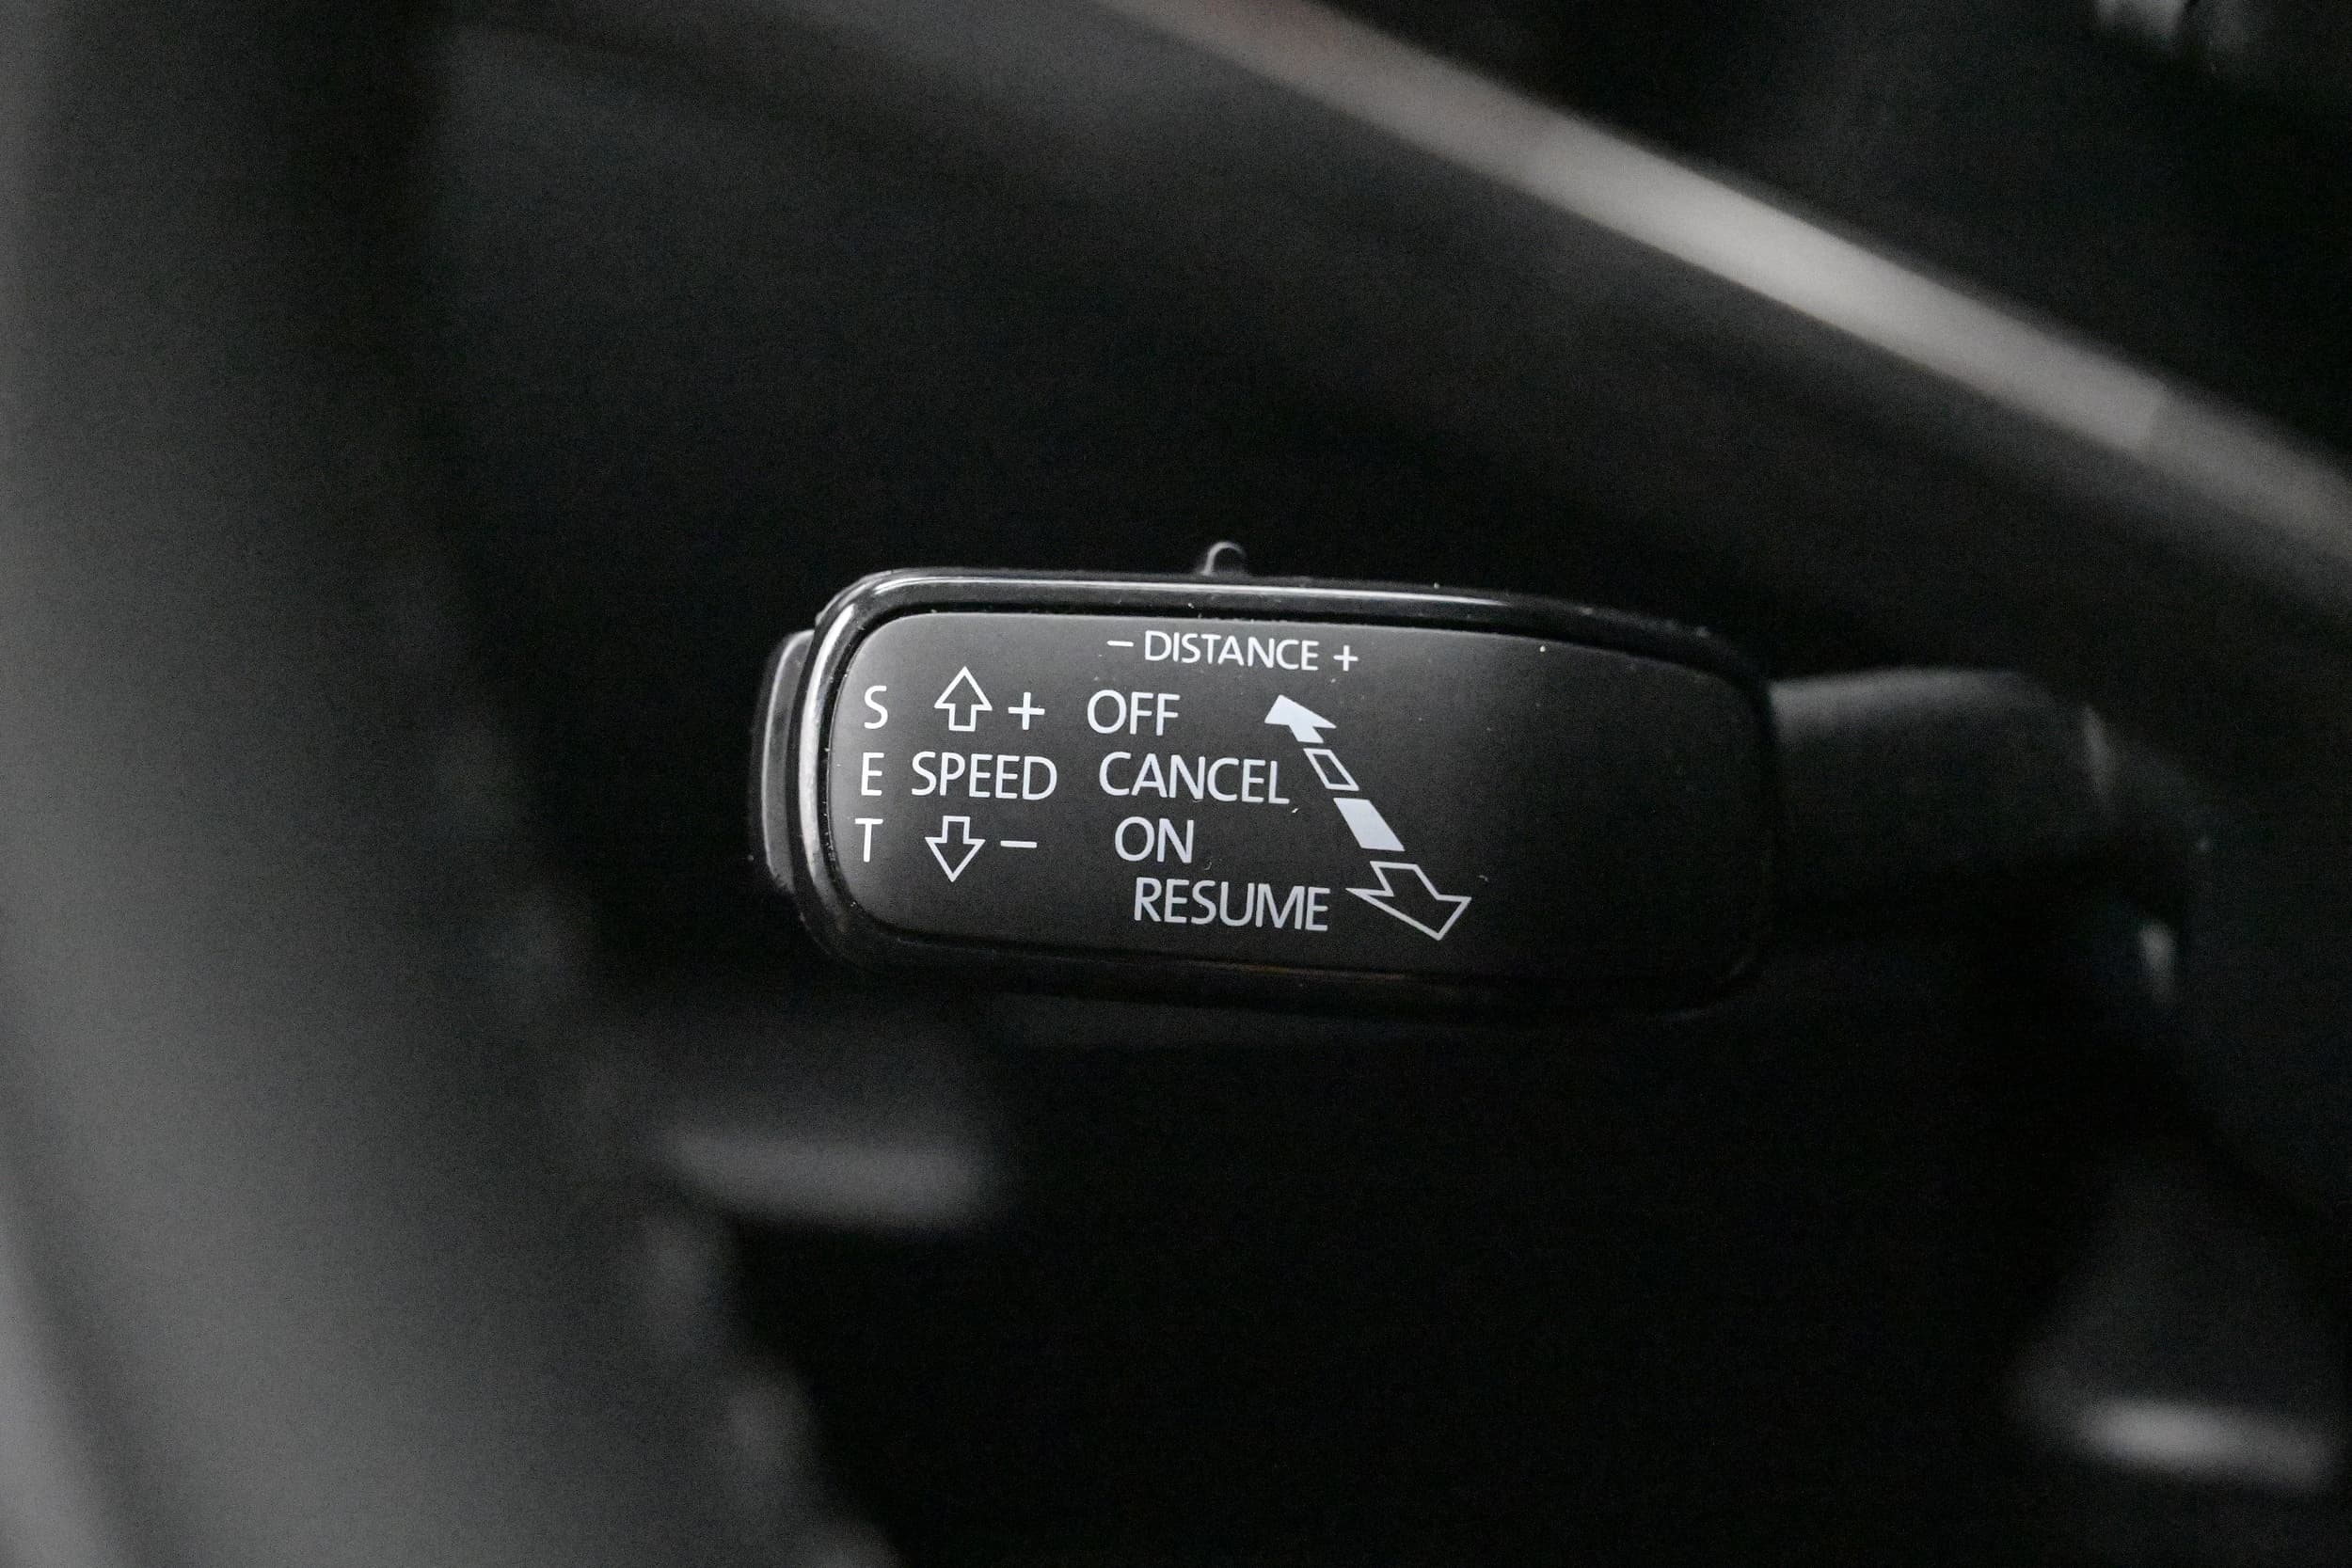 – DISTANCE +
S + OFF
E SPEED CANCEL
T – ON
RESUME